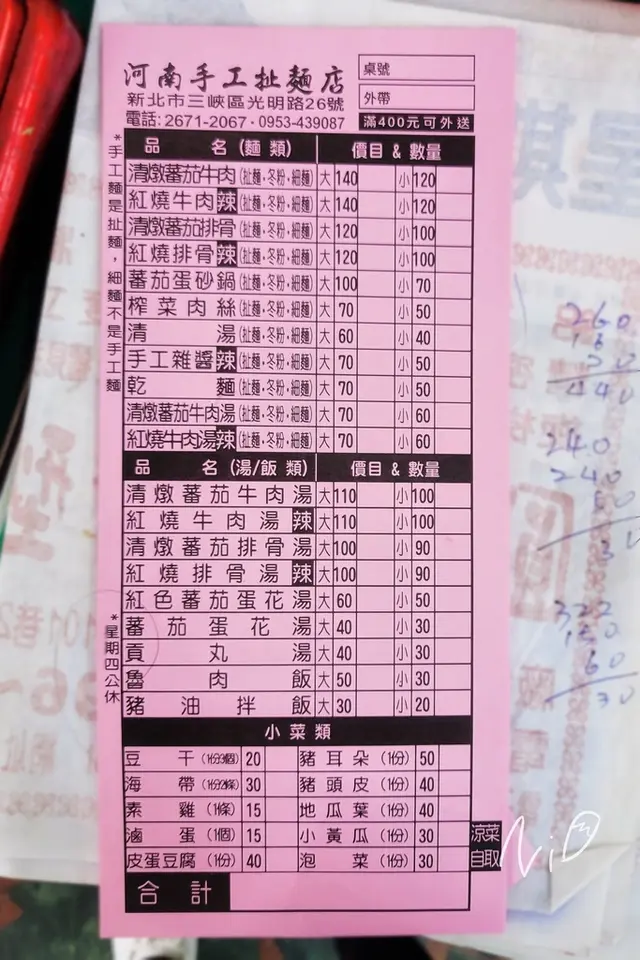 河南手工扯麵店
新北市三峽區光明路26號
電話: 2671-2067·0953-439087
桌號
外帶
滿400元可外送
*手工麵是扯麵，細麵不是手工麵
品 名 (麵類) 價目 & 數量
清燉蕃茄牛肉(扯麵·冬粉·細麵) 大 140 小 120
紅燒牛肉辣(扯麵·冬粉·細麵) 大 140 小 120
清燉蕃茄排骨(扯麵·冬粉·細麵) 大 120 小 100
紅燒排骨辣(扯麵·冬粉·細麵) 大 120 小 100
蕃茄蛋砂鍋(扯麵·冬粉·細麵) 大 100 小 70
榨菜肉絲(扯麵·冬粉·細麵) 大 70 小 50
清湯(扯麵·冬粉·細麵) 大 60 小 40
手工雜醬辣(扯麵·冬粉·細麵) 大 70 小 50
乾麵(扯麵·冬粉·細麵) 大 70 小 50
清燉蕃茄牛肉湯(扯麵·冬粉·細麵) 大 70 小 60
紅燒牛肉湯辣(扯麵·冬粉·細麵) 大 70 小 60
品 名 (湯/飯 類) 價目 & 數量
清燉蕃茄牛肉湯 大 110 小 100
紅燒牛肉湯辣 大 110 小 100
清燉蕃茄排骨湯 大 100 小 90
紅燒排骨湯辣 大 100 小 90
紅色蕃茄蛋花湯 大 60 小 50
蕃茄蛋花湯 大 40 小 30
貢丸湯 大 40 小 30
魯肉飯 大 50 小 30
豬油拌飯 大 30 小 20
*星期四公休
小菜類
豆干(1份3個) 20 豬耳朵(1份) 50
海帶 30 豬頭皮(1份) 40
素雞(1條) 15 地瓜葉(1份) 40
滷蛋(1個) 15 小黃瓜(1份) 30
皮蛋豆腐(1份) 40 泡菜(1份) 30
涼菜
自取
合計
260
440
240
240
322
60
30